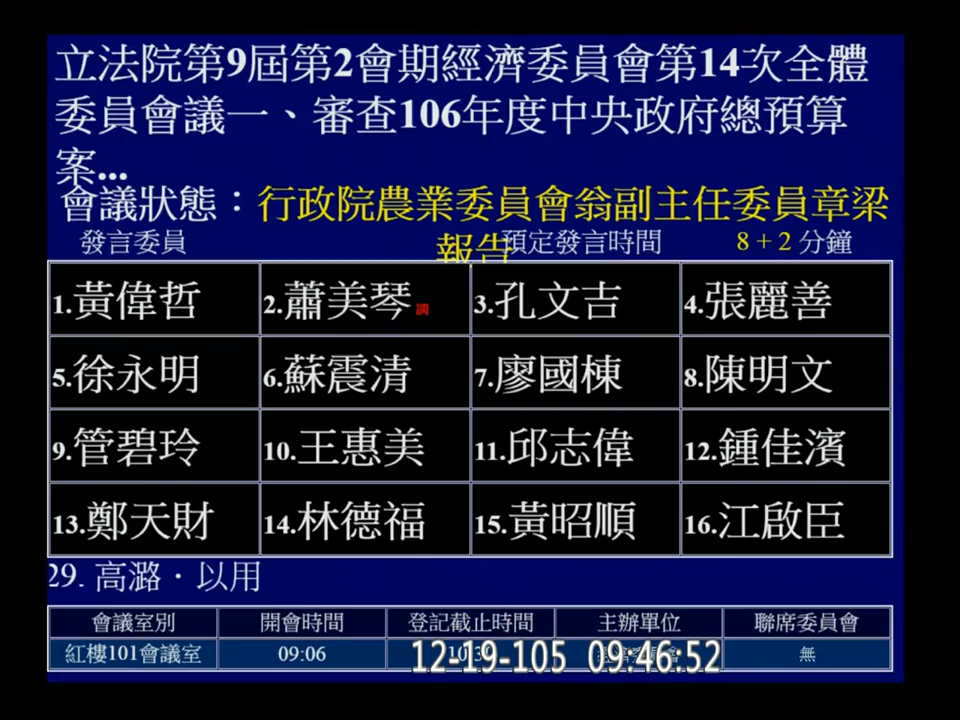 立法院第9屆第2會期經濟委員會第14次全體
委員會議一、審查106年度中央政府總預算
案...
會議狀態：行政院農業委員會翁副主任委員章梁
報告
發言委員 預定發言時間 8 + 2 分鐘
1.黃偉哲 2.蕭美琴 3.孔文吉 4.張麗善
5.徐永明 6.蘇震清 7.廖國棟 8.陳明文
9.管碧玲 10.王惠美 11.邱志偉 12.鍾佳濱
13.鄭天財 14.林德福 15.黃昭順 16.江啟臣
29. 高潞．以用
會議室別 開會時間 登記截止時間 主辦單位 聯席委員會
紅樓101會議室 09:06 無
12-19-105 09:46:52